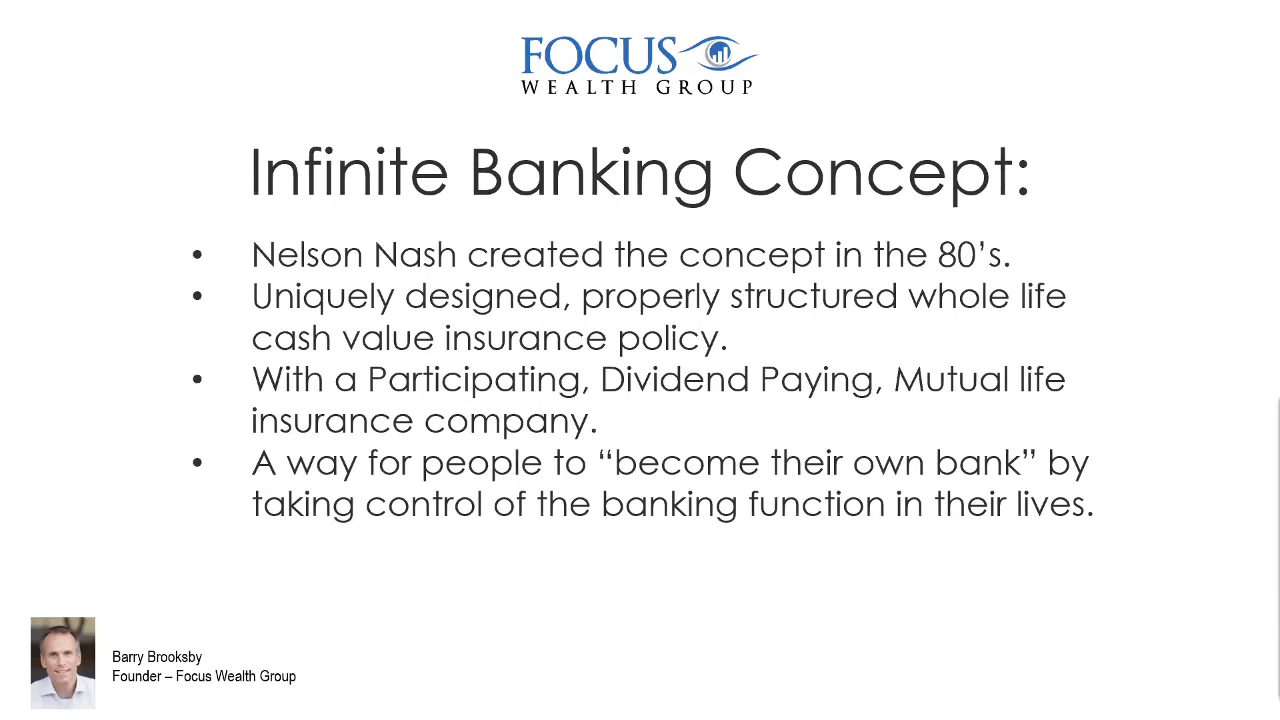 FOCUS
WEALTH GROUP
Infinite Banking Concept:
• Nelson Nash created the concept in the 80’s.
• Uniquely designed, properly structured whole life
cash value insurance policy.
• With a Participating, Dividend Paying, Mutual life
insurance company.
• A way for people to “become their own bank” by
taking control of the banking function in their lives.
Barry Brooksby
Founder – Focus Wealth Group